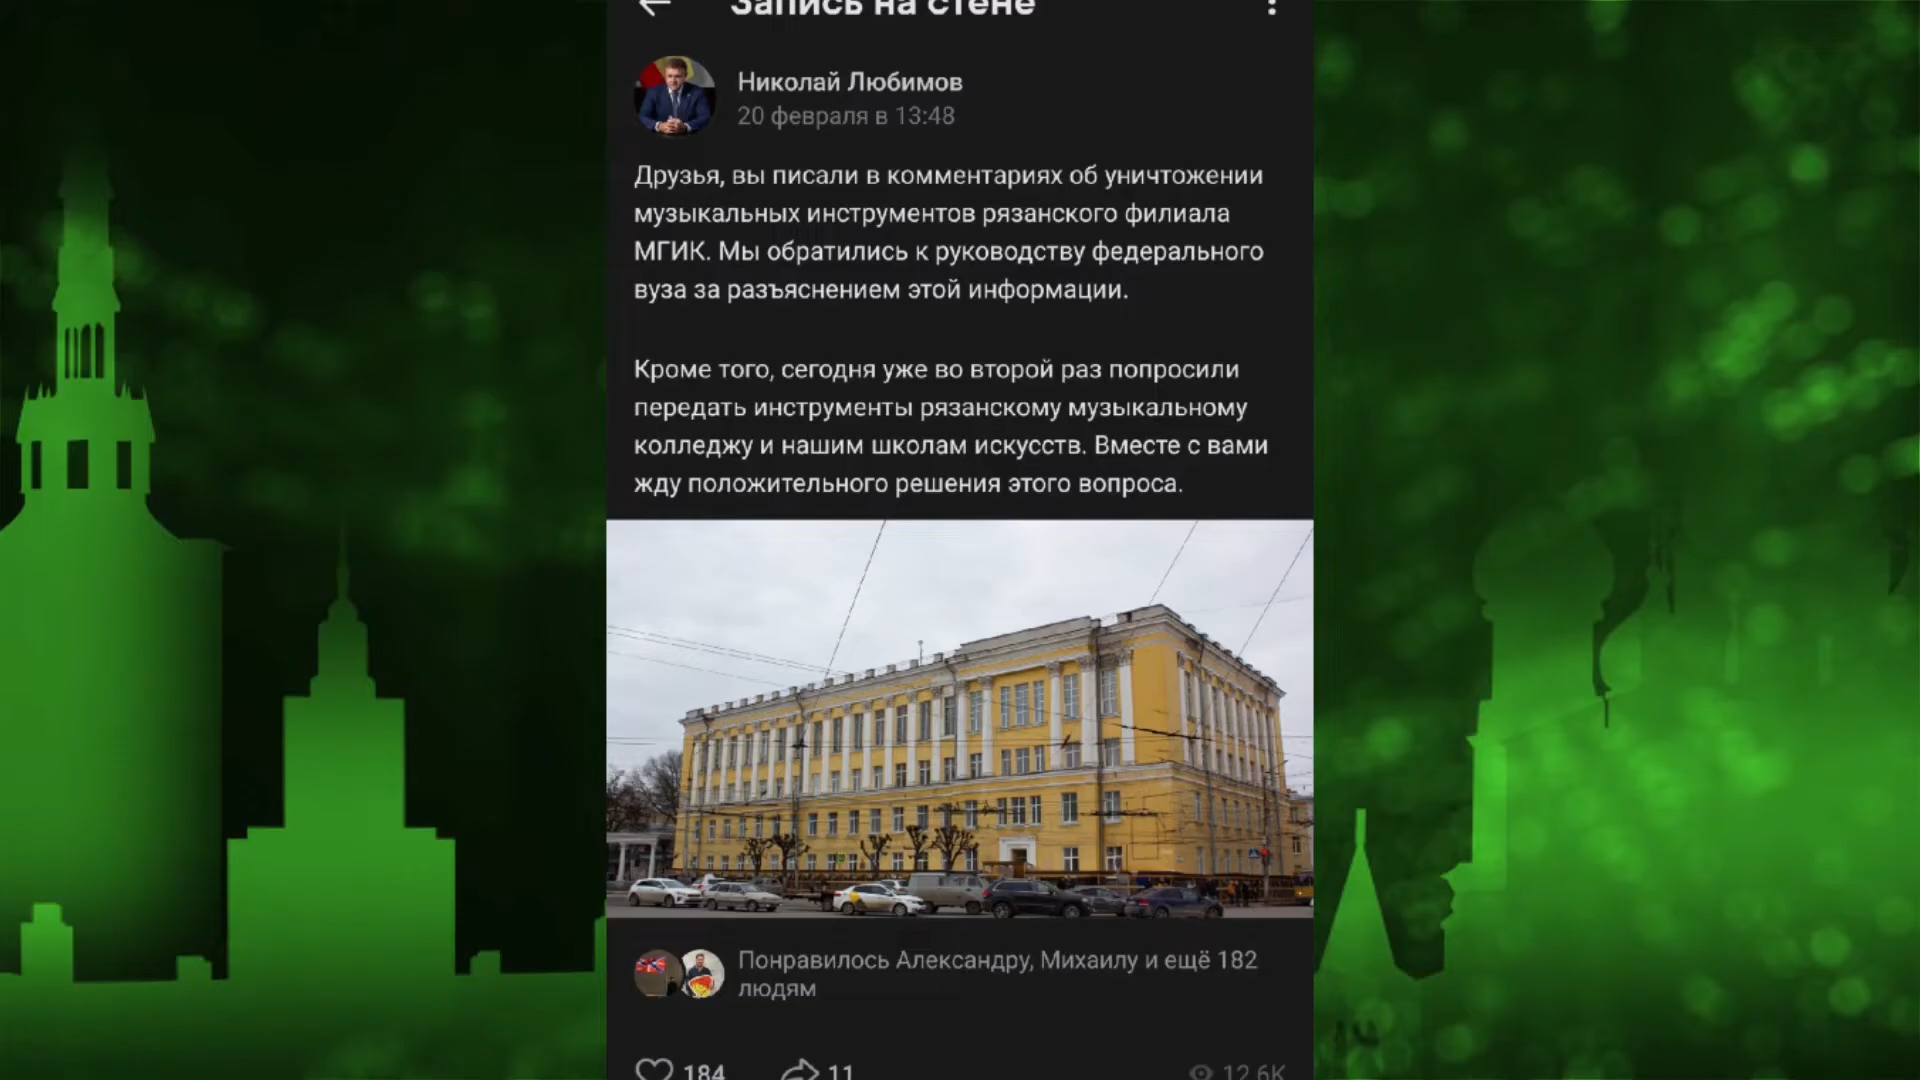 Запись на стене
Николай Любимов
20 февраля в 13:48
Друзья, вы писали в комментариях об уничтожении
музыкальных инструментов рязанского филиала
МГИК. Мы обратились к руководству федерального
вуза за разъяснением этой информации.
Кроме того, сегодня уже во второй раз попросили
передать инструменты рязанскому музыкальному
колледжу и нашим школам искусств. Вместе с вами
жду положительного решения этого вопроса.
Понравилось Александру, Михаилу и ещё 182
людям
184 11 12,6K